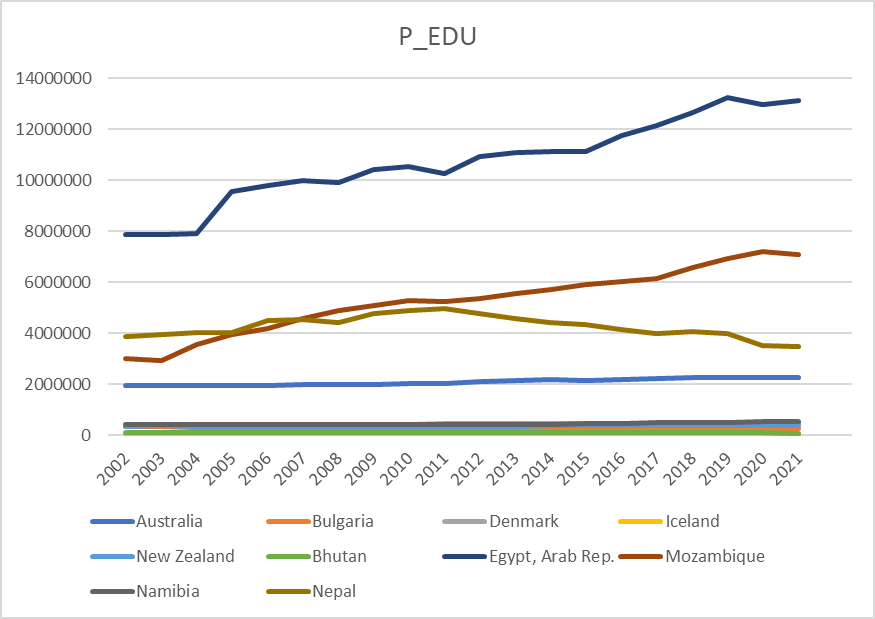 P_EDU
14000000
12000000
10000000
8000000
6000000
4000000
2000000
0
2002 2003 2004 2005 2006 2007 2008 2009 2010 2011 2012 2013 2014 2015 2016 2017 2018 2019 2020 2021
Australia Bulgaria Denmark Iceland
New Zealand Bhutan Egypt, Arab Rep. Mozambique
Namibia Nepal